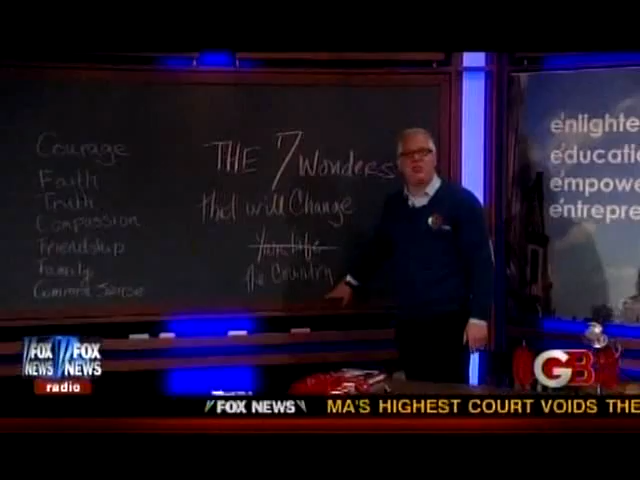 Courage
Faith
Truth
Compassion
Friendship
Family
Common Sense
THE 7 Wonders
that will Change
Your Life
The Country
enlighte
educati
empowe
entrepre
FOX NEWS
FOX NEWS
radio
GB
FOX NEWS
MA'S HIGHEST COURT VOIDS THE